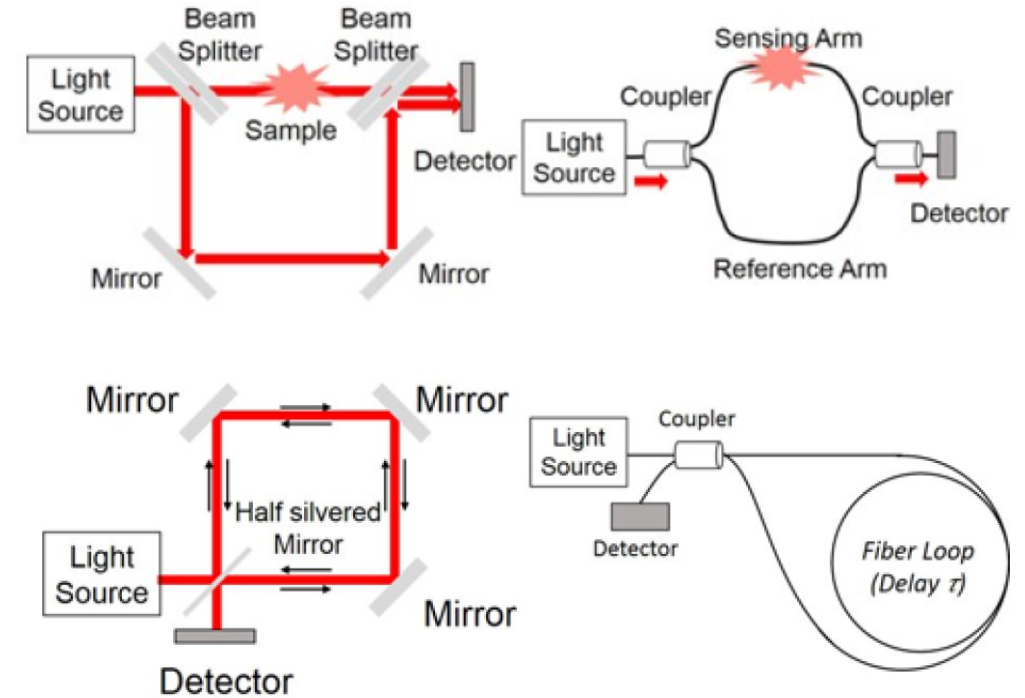 Beam
Splitter
Beam
Splitter
Light
Source
Sample
Detector
Mirror
Mirror
Sensing Arm
Coupler
Coupler
Light
Source
Detector
Reference Arm
Mirror
Mirror
Half silvered
Mirror
Light
Source
Mirror
Detector
Coupler
Light
Source
Detector
Fiber Loop
(Delay τ)